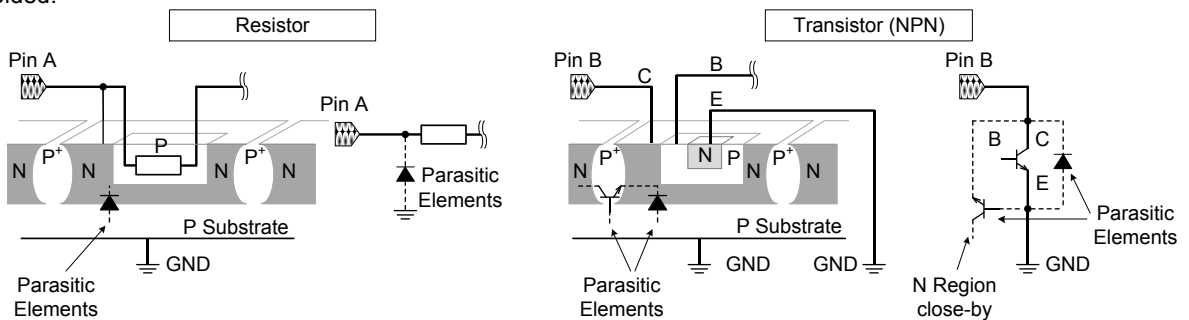 Resistor
Pin A
N
P+
N
P
N
P+
N
P Substrate
GND
Parasitic
Elements
Pin A
Parasitic
Elements
Transistor (NPN)
Pin B
C
B
E
N
P+
N
N
P
P+
N
N
P Substrate
GND
GND
Parasitic
Elements
Pin B
B
C
E
Parasitic
Elements
GND
N Region
close-by